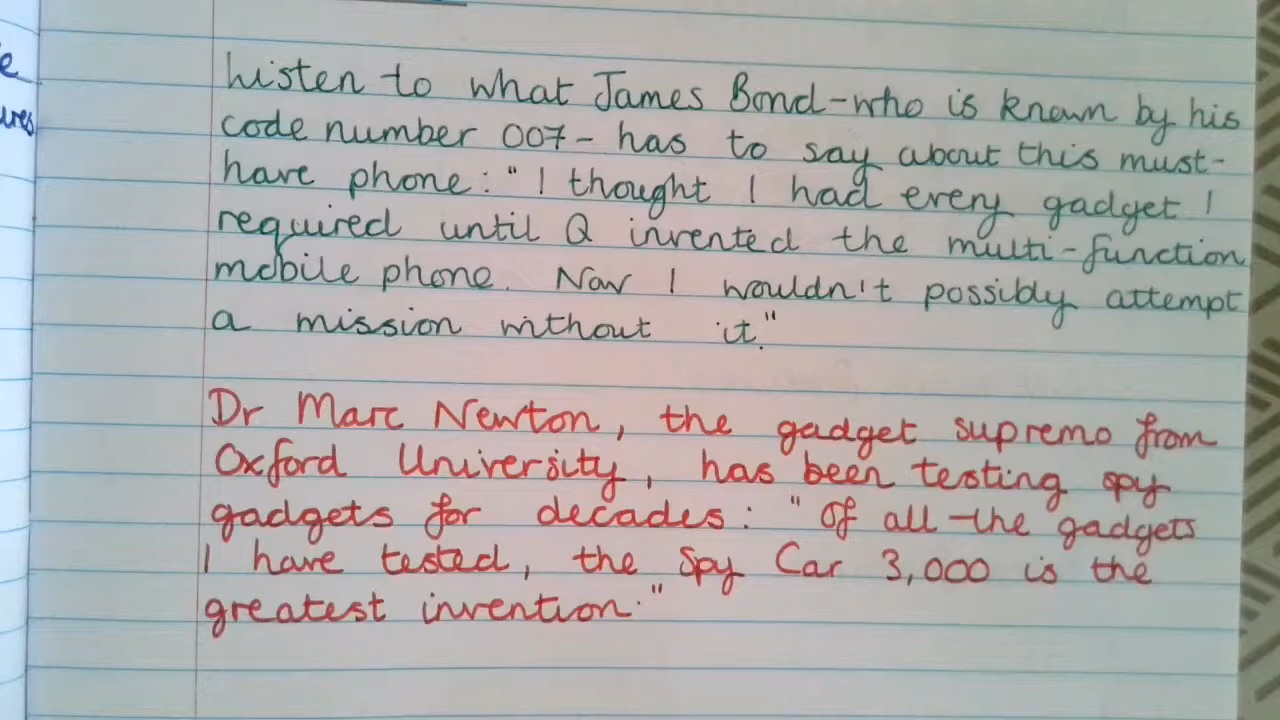 e
ures
Listen to what James Bond-who is known by his
code number 007- has to say about this must-
have phone: "I thought I had every gadget I
required until Q invented the multi-function
mobile phone. Now I wouldn't possibly attempt
a mission without it."
Dr Marc Newton, the gadget supremo from
Oxford University, has been testing spy
gadgets for decades: "Of all the gadgets
I have tested, the Spy Car 3,000 is the
greatest invention."